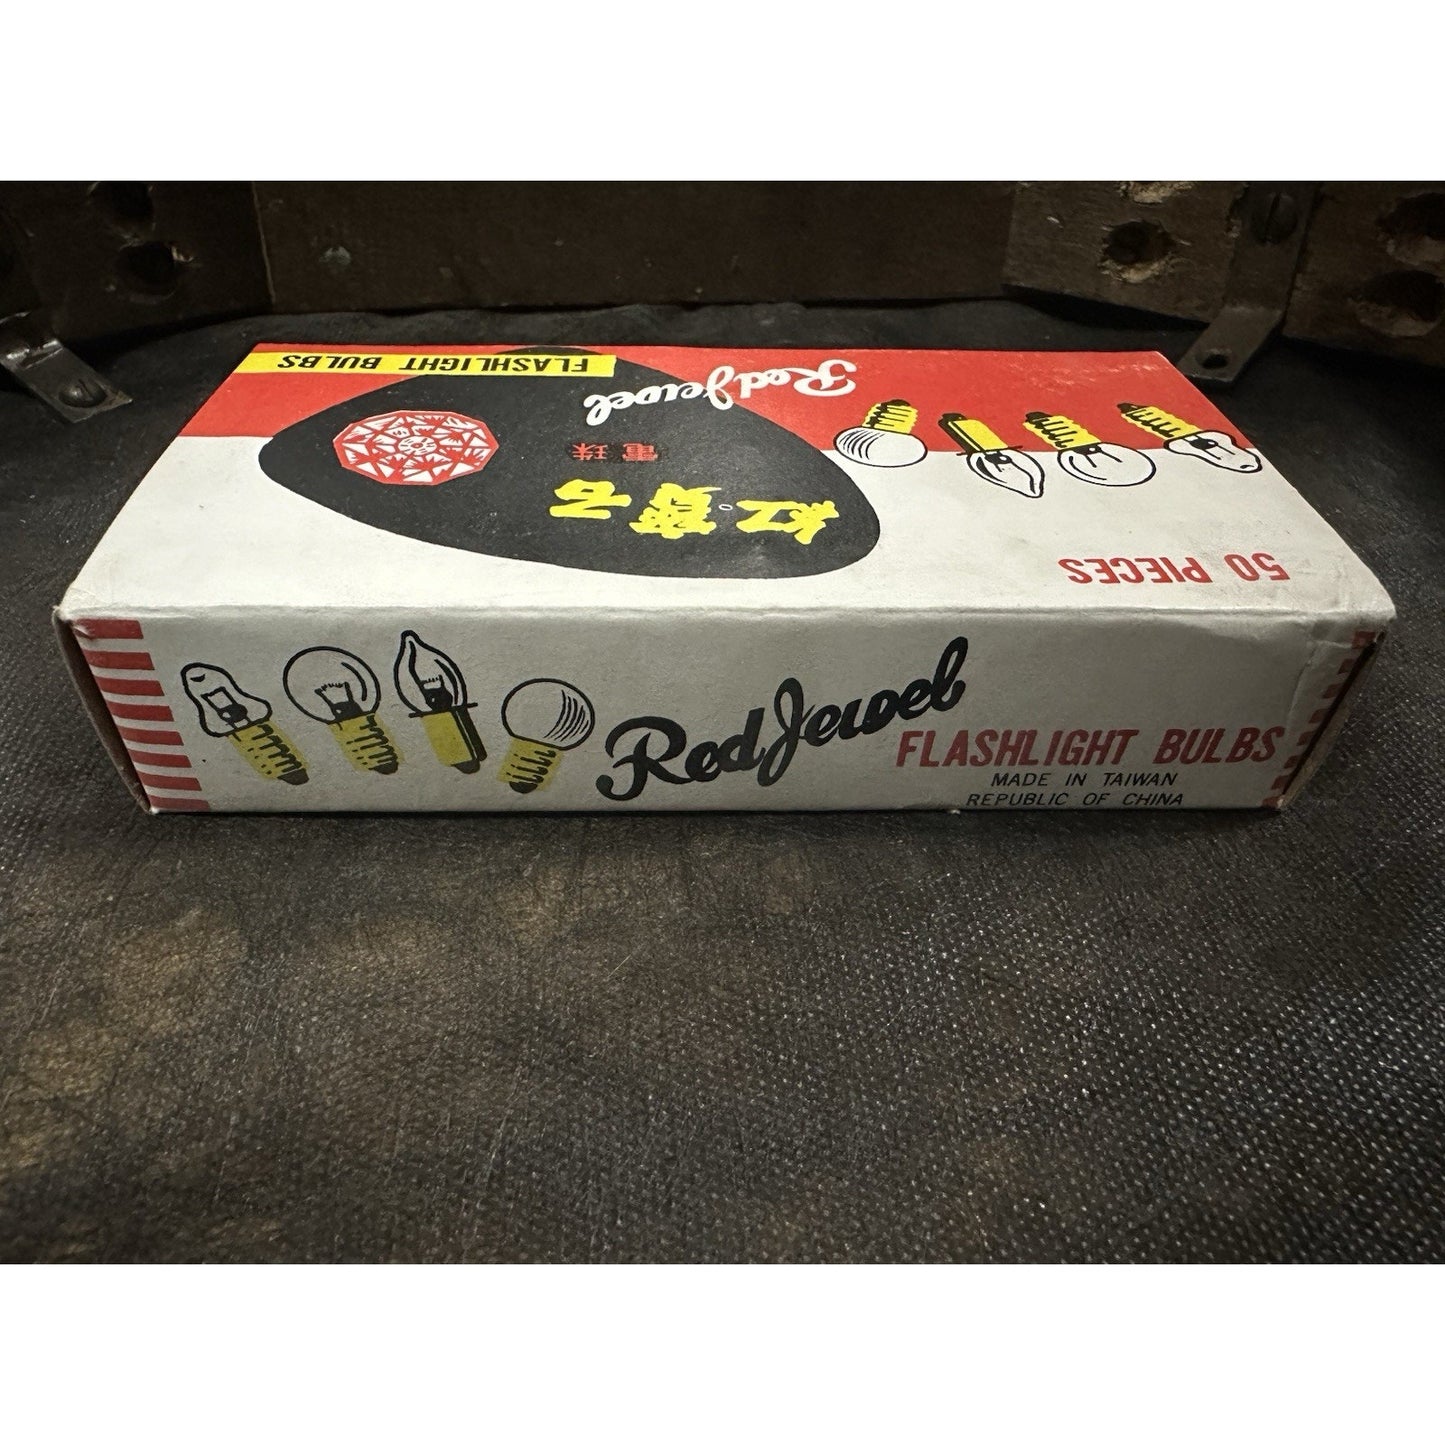 FLASHLIGHT BULBS
Red Jewel
電珠
紅寶石
50 PIECES
Red Jewel
FLASHLIGHT BULBS
MADE IN TAIWAN
REPUBLIC OF CHINA